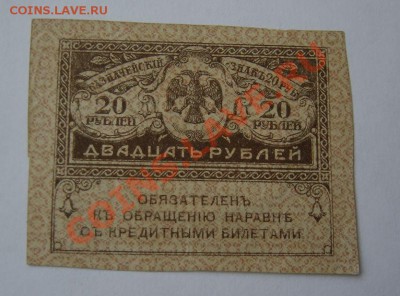 COINS.LAVE.RU
КАЗНАЧЕЙСКІЙ ЗНАКЪ
20 20
РУБЛЕЙ РУБЛЕЙ
ДВАДЦАТЬ РУБЛЕЙ
ОБЯЗАТЕЛЕНЪ
КЪ ОБРАЩЕНІЮ НАРАВНѢ
СЪ КРЕДИТНЫМИ БИЛЕТАМИ
COINS.LAVE.RU